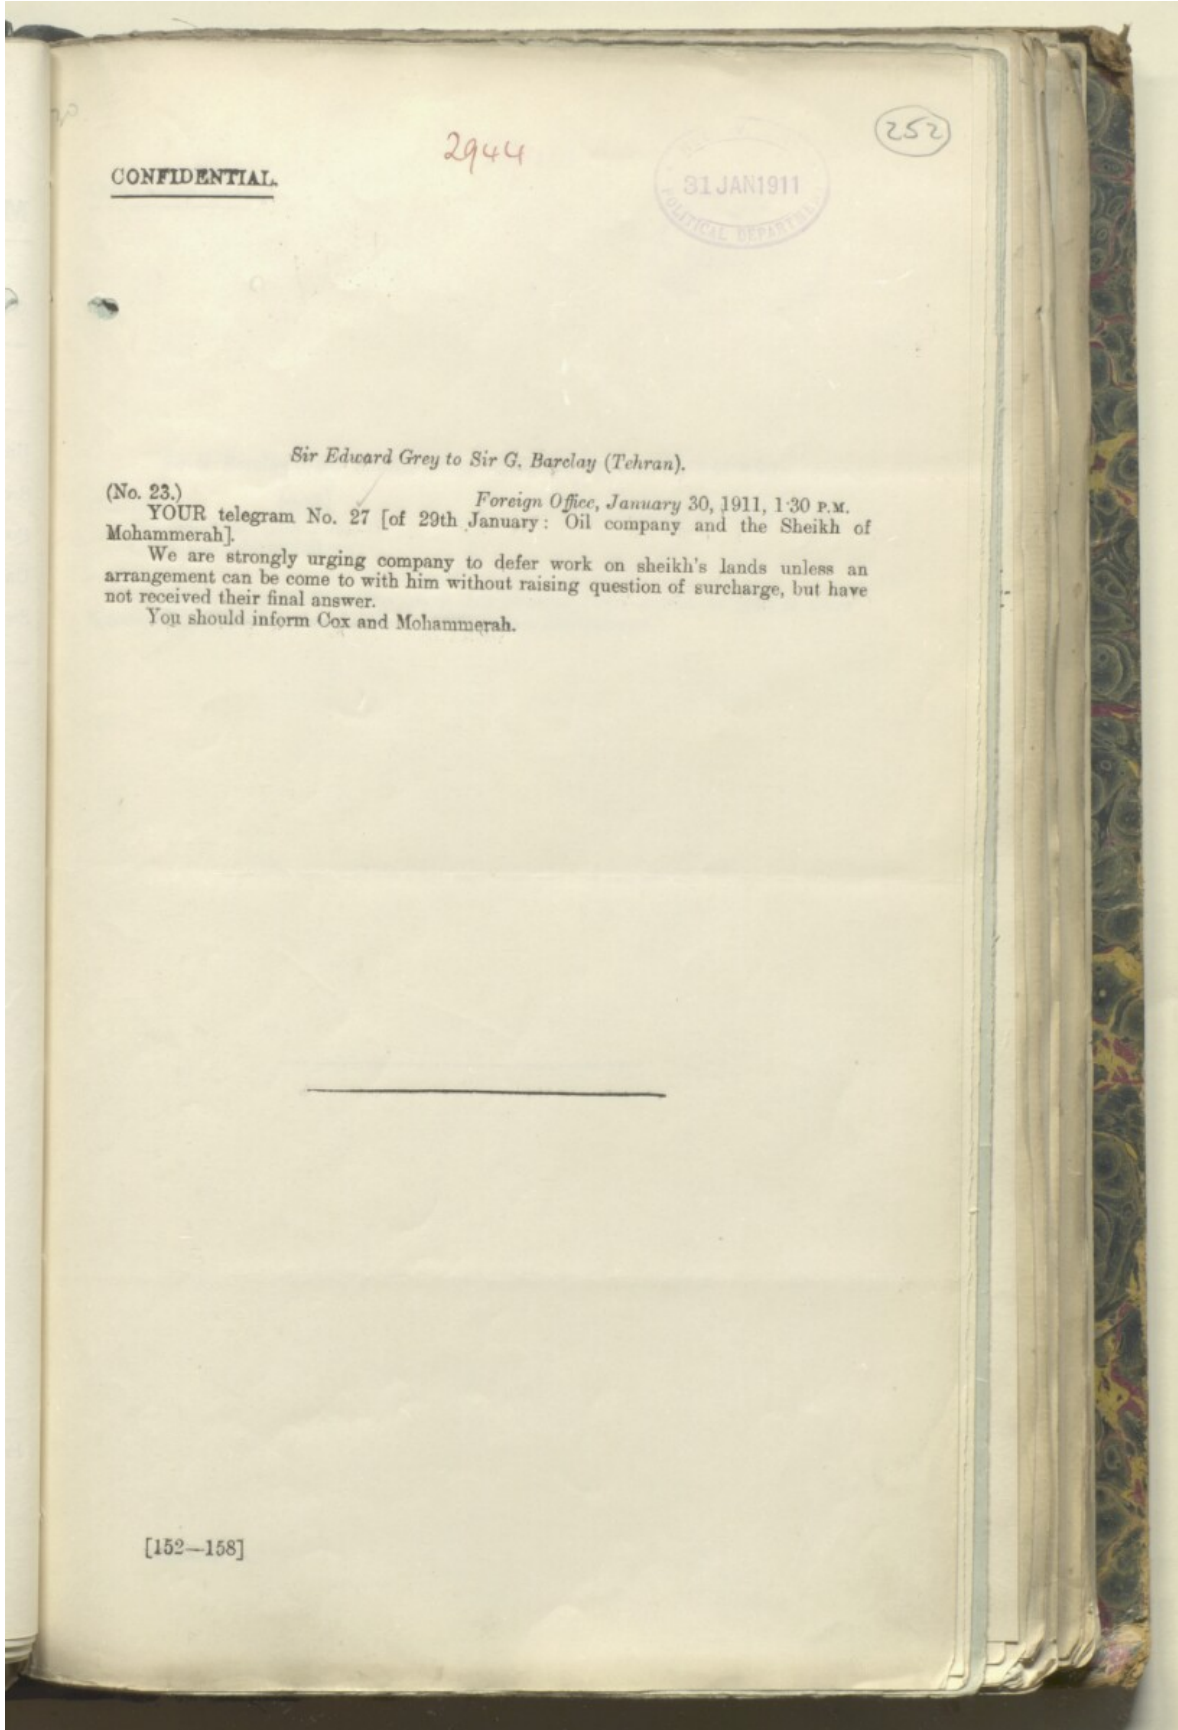 2944
252
CONFIDENTIAL.
31 JAN 1911
POLITICAL DEPARTMENT
Sir Edward Grey to Sir G. Barclay (Tehran).
(No. 23.)
Foreign Office, January 30, 1911, 1·30 P.M.
YOUR telegram No. 27 [of 29th January: Oil company and the Sheikh of
Mohammerah].
We are strongly urging company to defer work on sheikh's lands unless an
arrangement can be come to with him without raising question of surcharge, but have
not received their final answer.
You should inform Cox and Mohammerah.
[152—158]